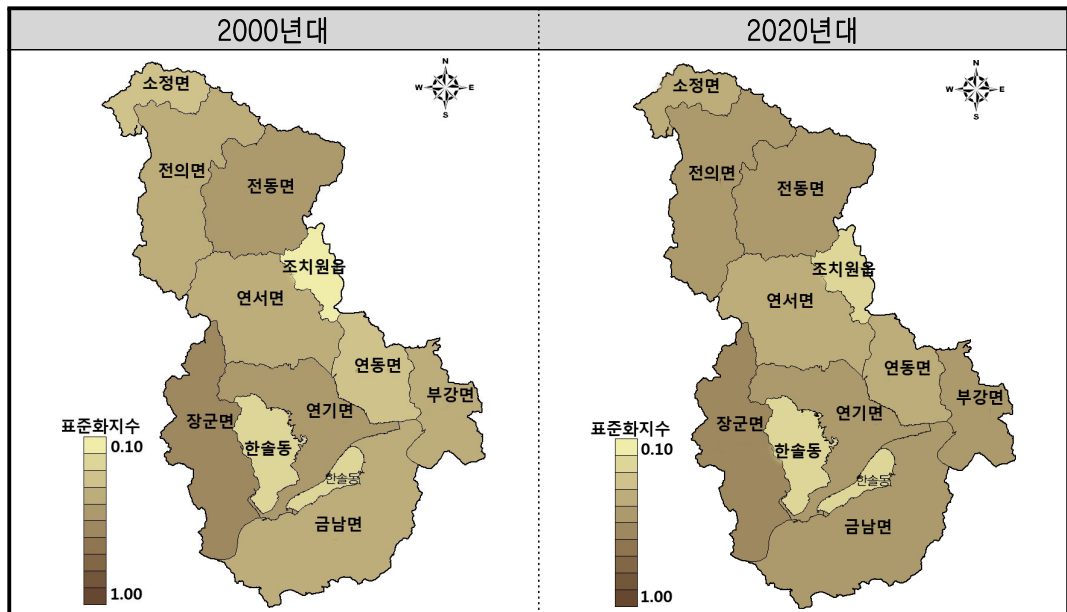 2000년대
2020년대
N
W E
S
소정면
전의면
전동면
조치원읍
연서면
연동면
부강면
연기면
장군면
한솔동
한솔동
금남면
표준화지수
0.10
1.00
N
W E
S
소정면
전의면
전동면
조치원읍
연서면
연동면
부강면
연기면
장군면
한솔동
한솔동
금남면
표준화지수
0.10
1.00